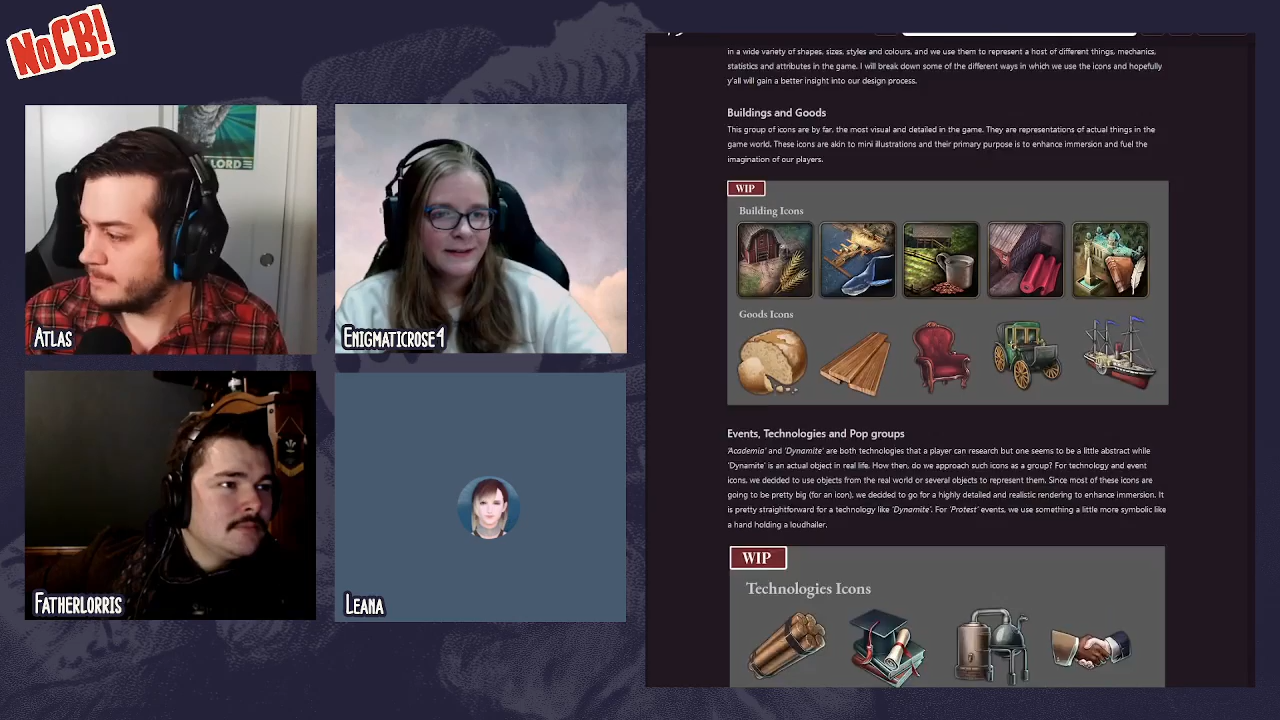 NoCB!
LORD
ATLAS
ENIGMATICROSE4
FATHERLORRIS
LEANA
in a wide variety of shapes, sizes, styles and colours, and we use them to represent a host of different things, mechanics,
statistics and attributes in the game. I will break down some of the different ways in which we use the icons and hopefully
y'all will gain a better insight into our design process.
Buildings and Goods
This group of icons are by far, the most visual and detailed in the game. They are representations of actual things in the
game world. These icons are akin to mini illustrations and their primary purpose is to enhance immersion and fuel the
imagination of our players.
WIP
Building Icons
Goods Icons
Events, Technologies and Pop groups
'Academia' and 'Dynamite' are both technologies that a player can research but one seems to be a little abstract while
'Dynamite' is an actual object in real life. How then, do we approach such icons as a group? For technology and event
icons, we decided to use objects from the real world or several objects to represent them. Since most of these icons are
going to be pretty big (for an icon), we decided to go for a highly detailed and realistic rendering to enhance immersion. It
is pretty straightforward for a technology like 'Dynamite'. For 'Protest' events, we use something a little more symbolic like
a hand holding a loudhailer.
WIP
Technologies Icons